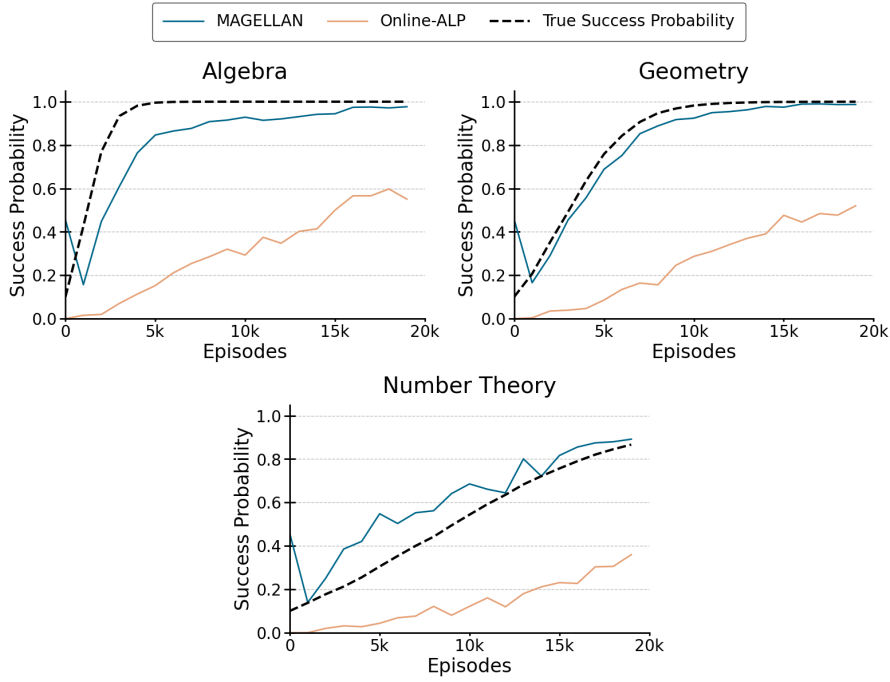 MAGELLAN Online-ALP True Success Probability
Algebra
Geometry
Success Probability
1.0
0.8
0.6
0.4
0.2
0.0
0 5k 10k 15k 20k
Episodes
Success Probability
1.0
0.8
0.6
0.4
0.2
0.0
0 5k 10k 15k 20k
Episodes
Number Theory
Success Probability
1.0
0.8
0.6
0.4
0.2
0.0
0 5k 10k 15k 20k
Episodes